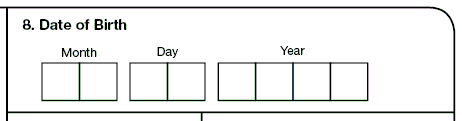 8. Date of Birth
Month Day Year